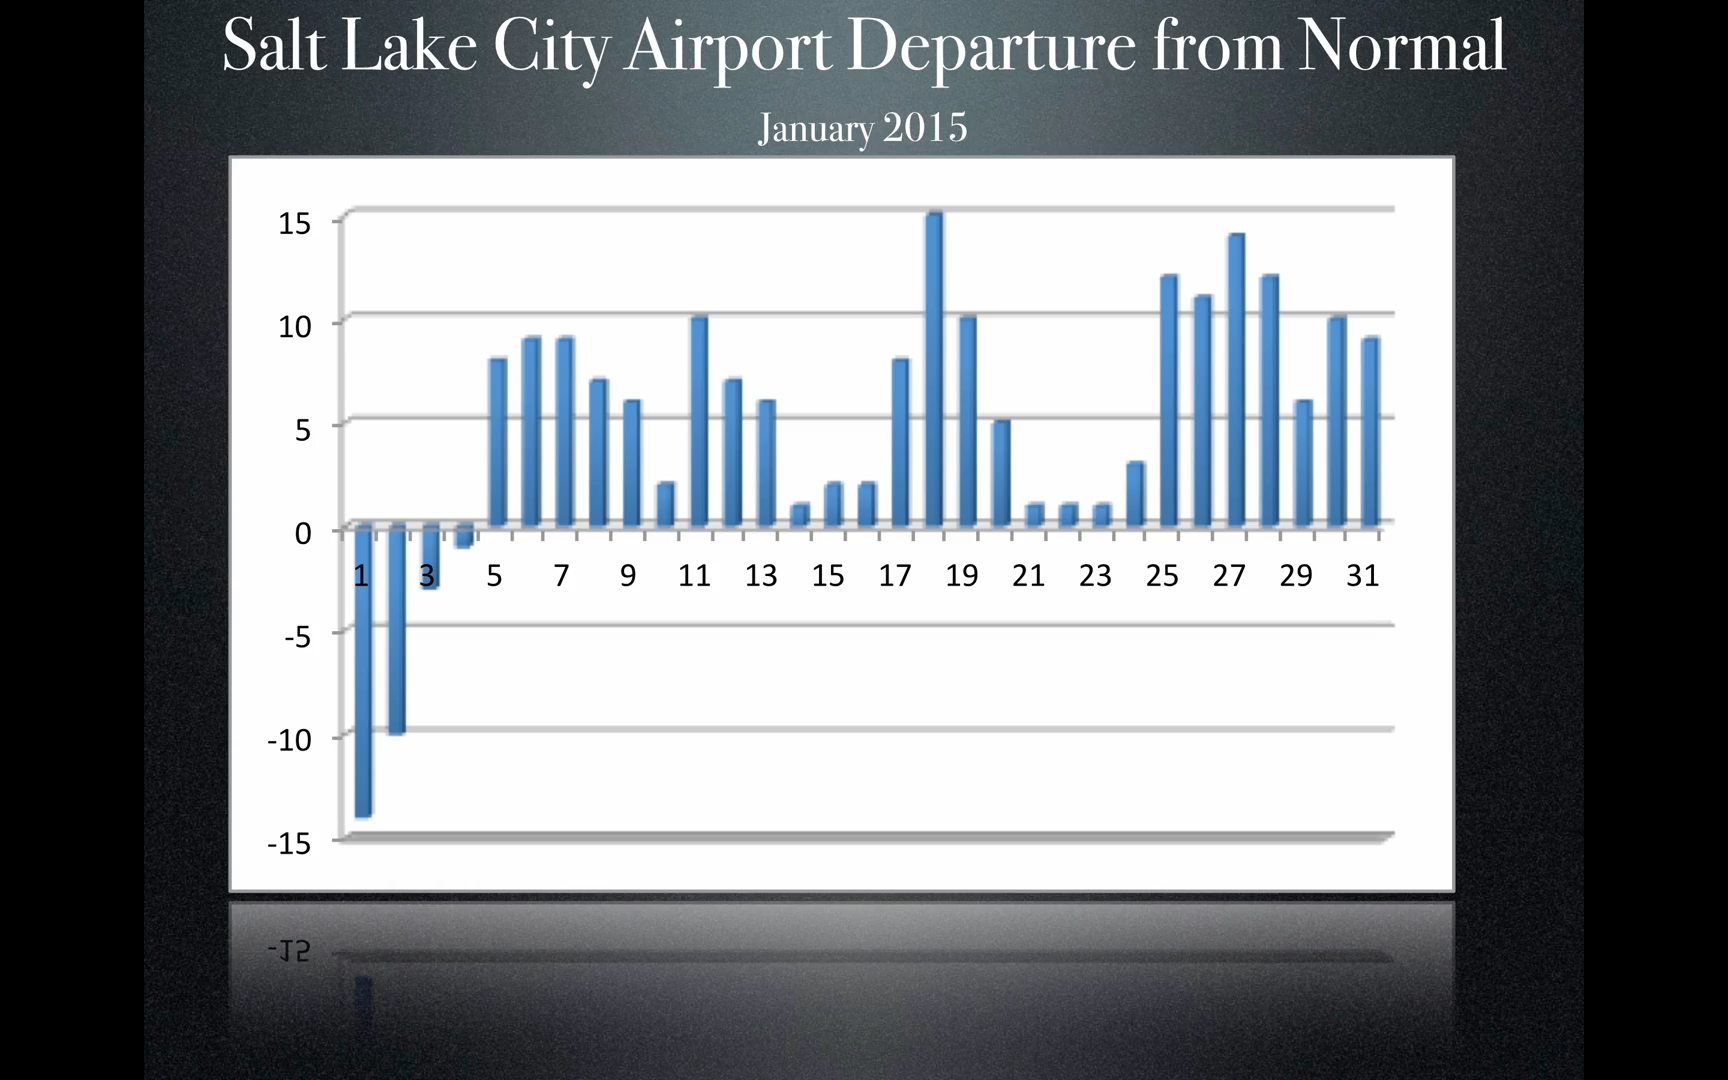 Salt Lake City Airport Departure from Normal
January 2015
15
10
5
0
1 3 5 7 9 11 13 15 17 19 21 23 25 27 29 31
-5
-10
-15
-15